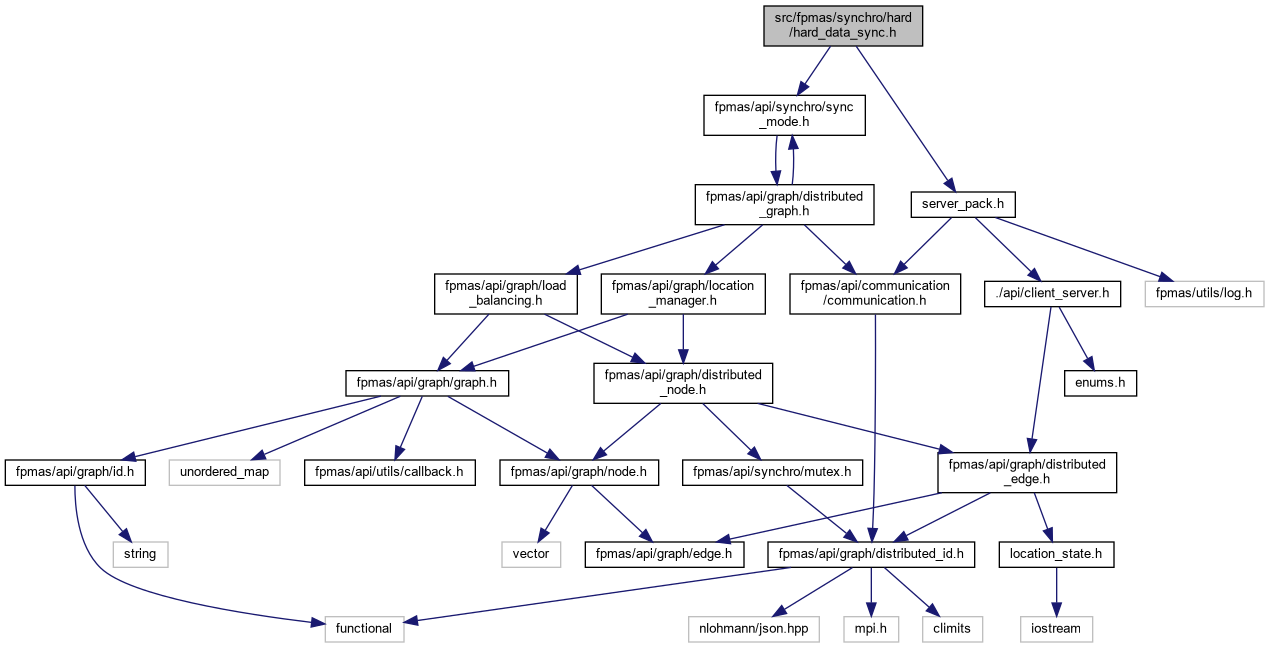 src/fpmas/synchro/hard
/hard_data_sync.h
fpmas/api/synchro/sync
_mode.h
fpmas/api/graph/distributed
_graph.h
server_pack.h
fpmas/api/graph/load
_balancing.h
fpmas/api/graph/location
_manager.h
fpmas/api/communication
/communication.h
./api/client_server.h
fpmas/utils/log.h
fpmas/api/graph/graph.h
fpmas/api/graph/distributed
_node.h
enums.h
fpmas/api/graph/id.h
unordered_map
fpmas/api/utils/callback.h
fpmas/api/graph/node.h
fpmas/api/synchro/mutex.h
fpmas/api/graph/distributed
_edge.h
string
vector
fpmas/api/graph/edge.h
fpmas/api/graph/distributed_id.h
location_state.h
functional
nlohmann/json.hpp
mpi.h
climits
iostream